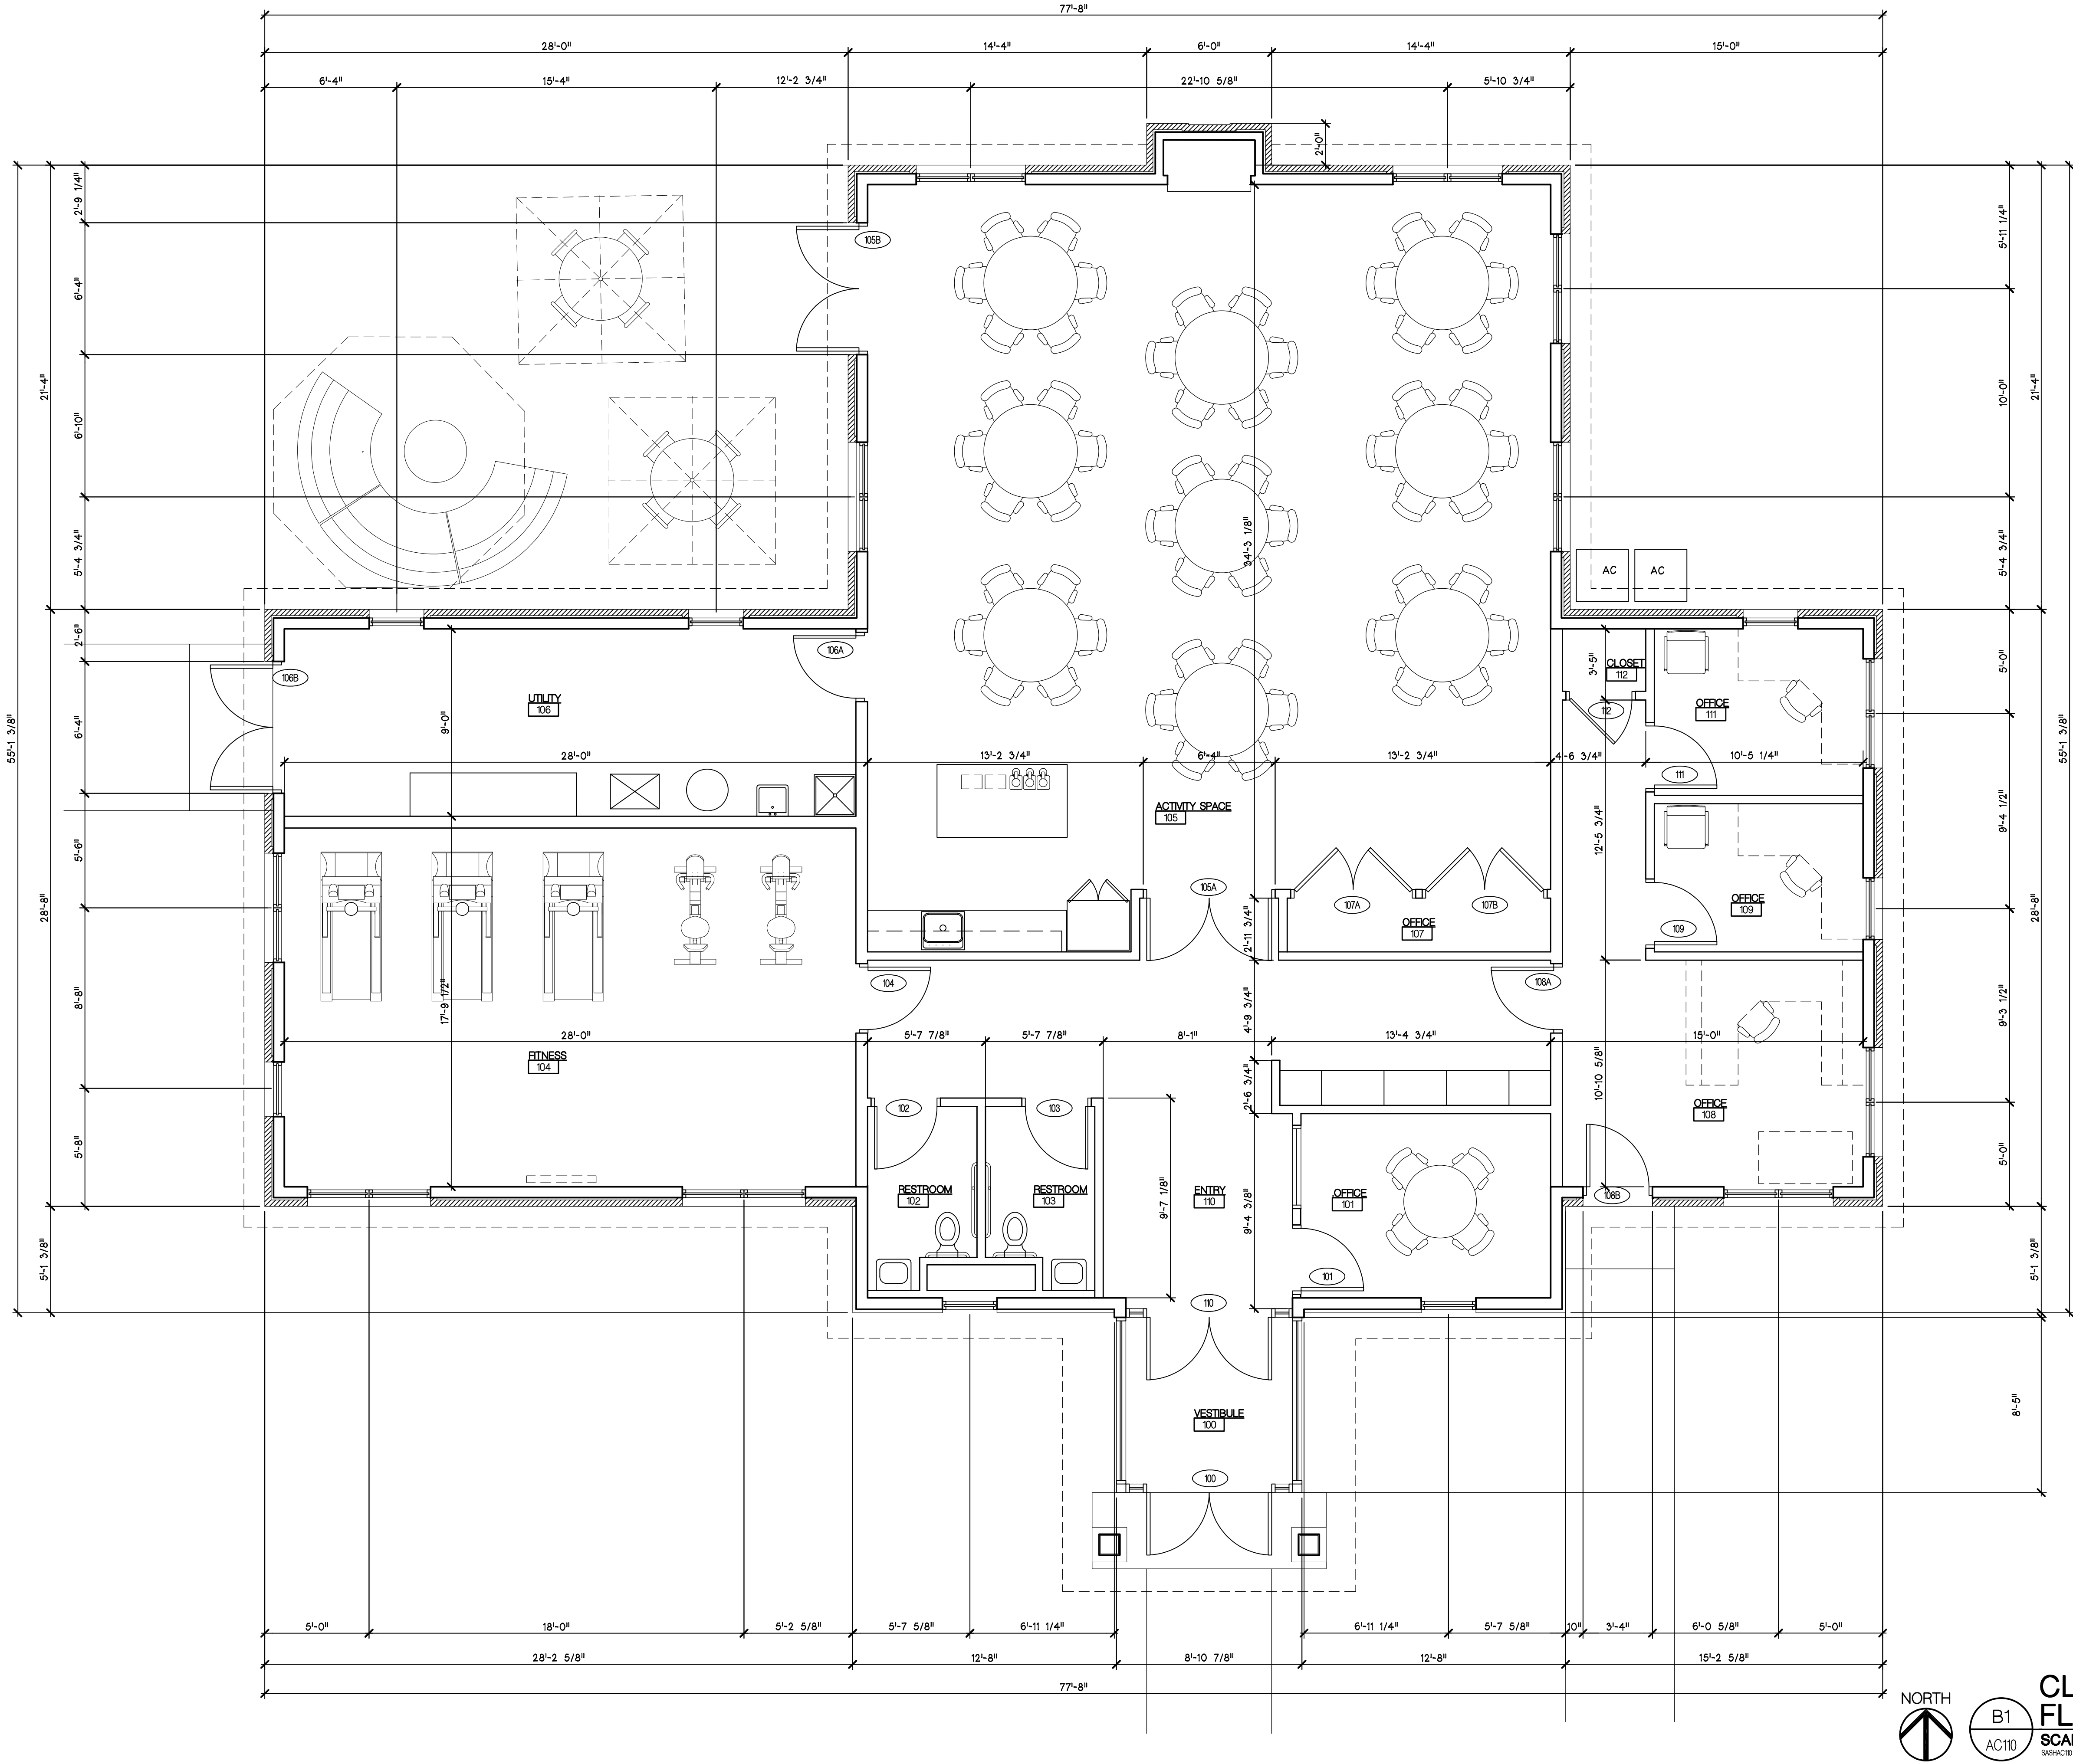 77'-8"
28'-0" 14'-4" 6'-0" 14'-4" 15'-0"
6'-4" 15'-4" 12'-2 3/4" 22'-10 5/8" 5'-10 3/4"
2'-0"
2'-9 1/4"
5'-11 1/4"
105B
6'-4"
21'-4"
10'-0"
21'-4"
6'-10"
34'-3 1/8"
5'-4 3/4"
5'-4 3/4"
AC AC
2'-6"
106A
3'-5"
CLOSET
112
5'-0"
106B
UTILITY
106
112
OFFICE
111
9'-0"
6'-4"
55'-1 3/8"
55'-1 3/8"
28'-0" 13'-2 3/4" 6'-4" 13'-2 3/4" 4'-6 3/4" 10'-5 1/4"
111
ACTIVITY SPACE
105
5'-6"
12'-5 3/4"
9'-4 1/2"
105A
107A
107B
OFFICE
109
28'-8"
28'-8"
OFFICE
107
109
2'-11 3/4"
104
108A
8'-8"
17'-9 1/2"
4'-9 3/4"
9'-3 1/2"
28'-0" 5'-7 7/8" 5'-7 7/8" 8'-1" 13'-4 3/4" 15'-0"
FITNESS
104
2'-6 3/4"
10'-10 5/8"
102
103
OFFICE
108
5'-8"
5'-0"
RESTROOM
102
RESTROOM
103
ENTRY
110
OFFICE
101
108B
9'-7 1/8"
9'-4 3/8"
5'-1 3/8"
5'-1 3/8"
101
110
VESTIBULE
100
8'-5"
100
5'-0" 18'-0" 5'-2 5/8" 5'-7 5/8" 6'-11 1/4" 6'-11 1/4" 5'-7 5/8" 10" 3'-4" 6'-0 5/8" 5'-0"
28'-2 5/8" 12'-8" 8'-10 7/8" 12'-8" 15'-2 5/8"
77'-8"
NORTH
B1
AC110
CL
FL
SCA
SASHAC110